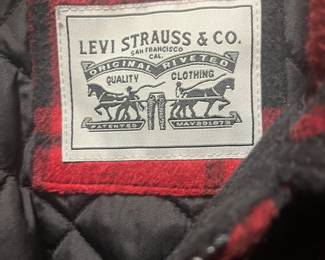 LEVI STRAUSS & CO.
SAN FRANCISCO
CAL.
ORIGINAL RIVETED
QUALITY CLOTHING
PATENTED MAY 20 1873